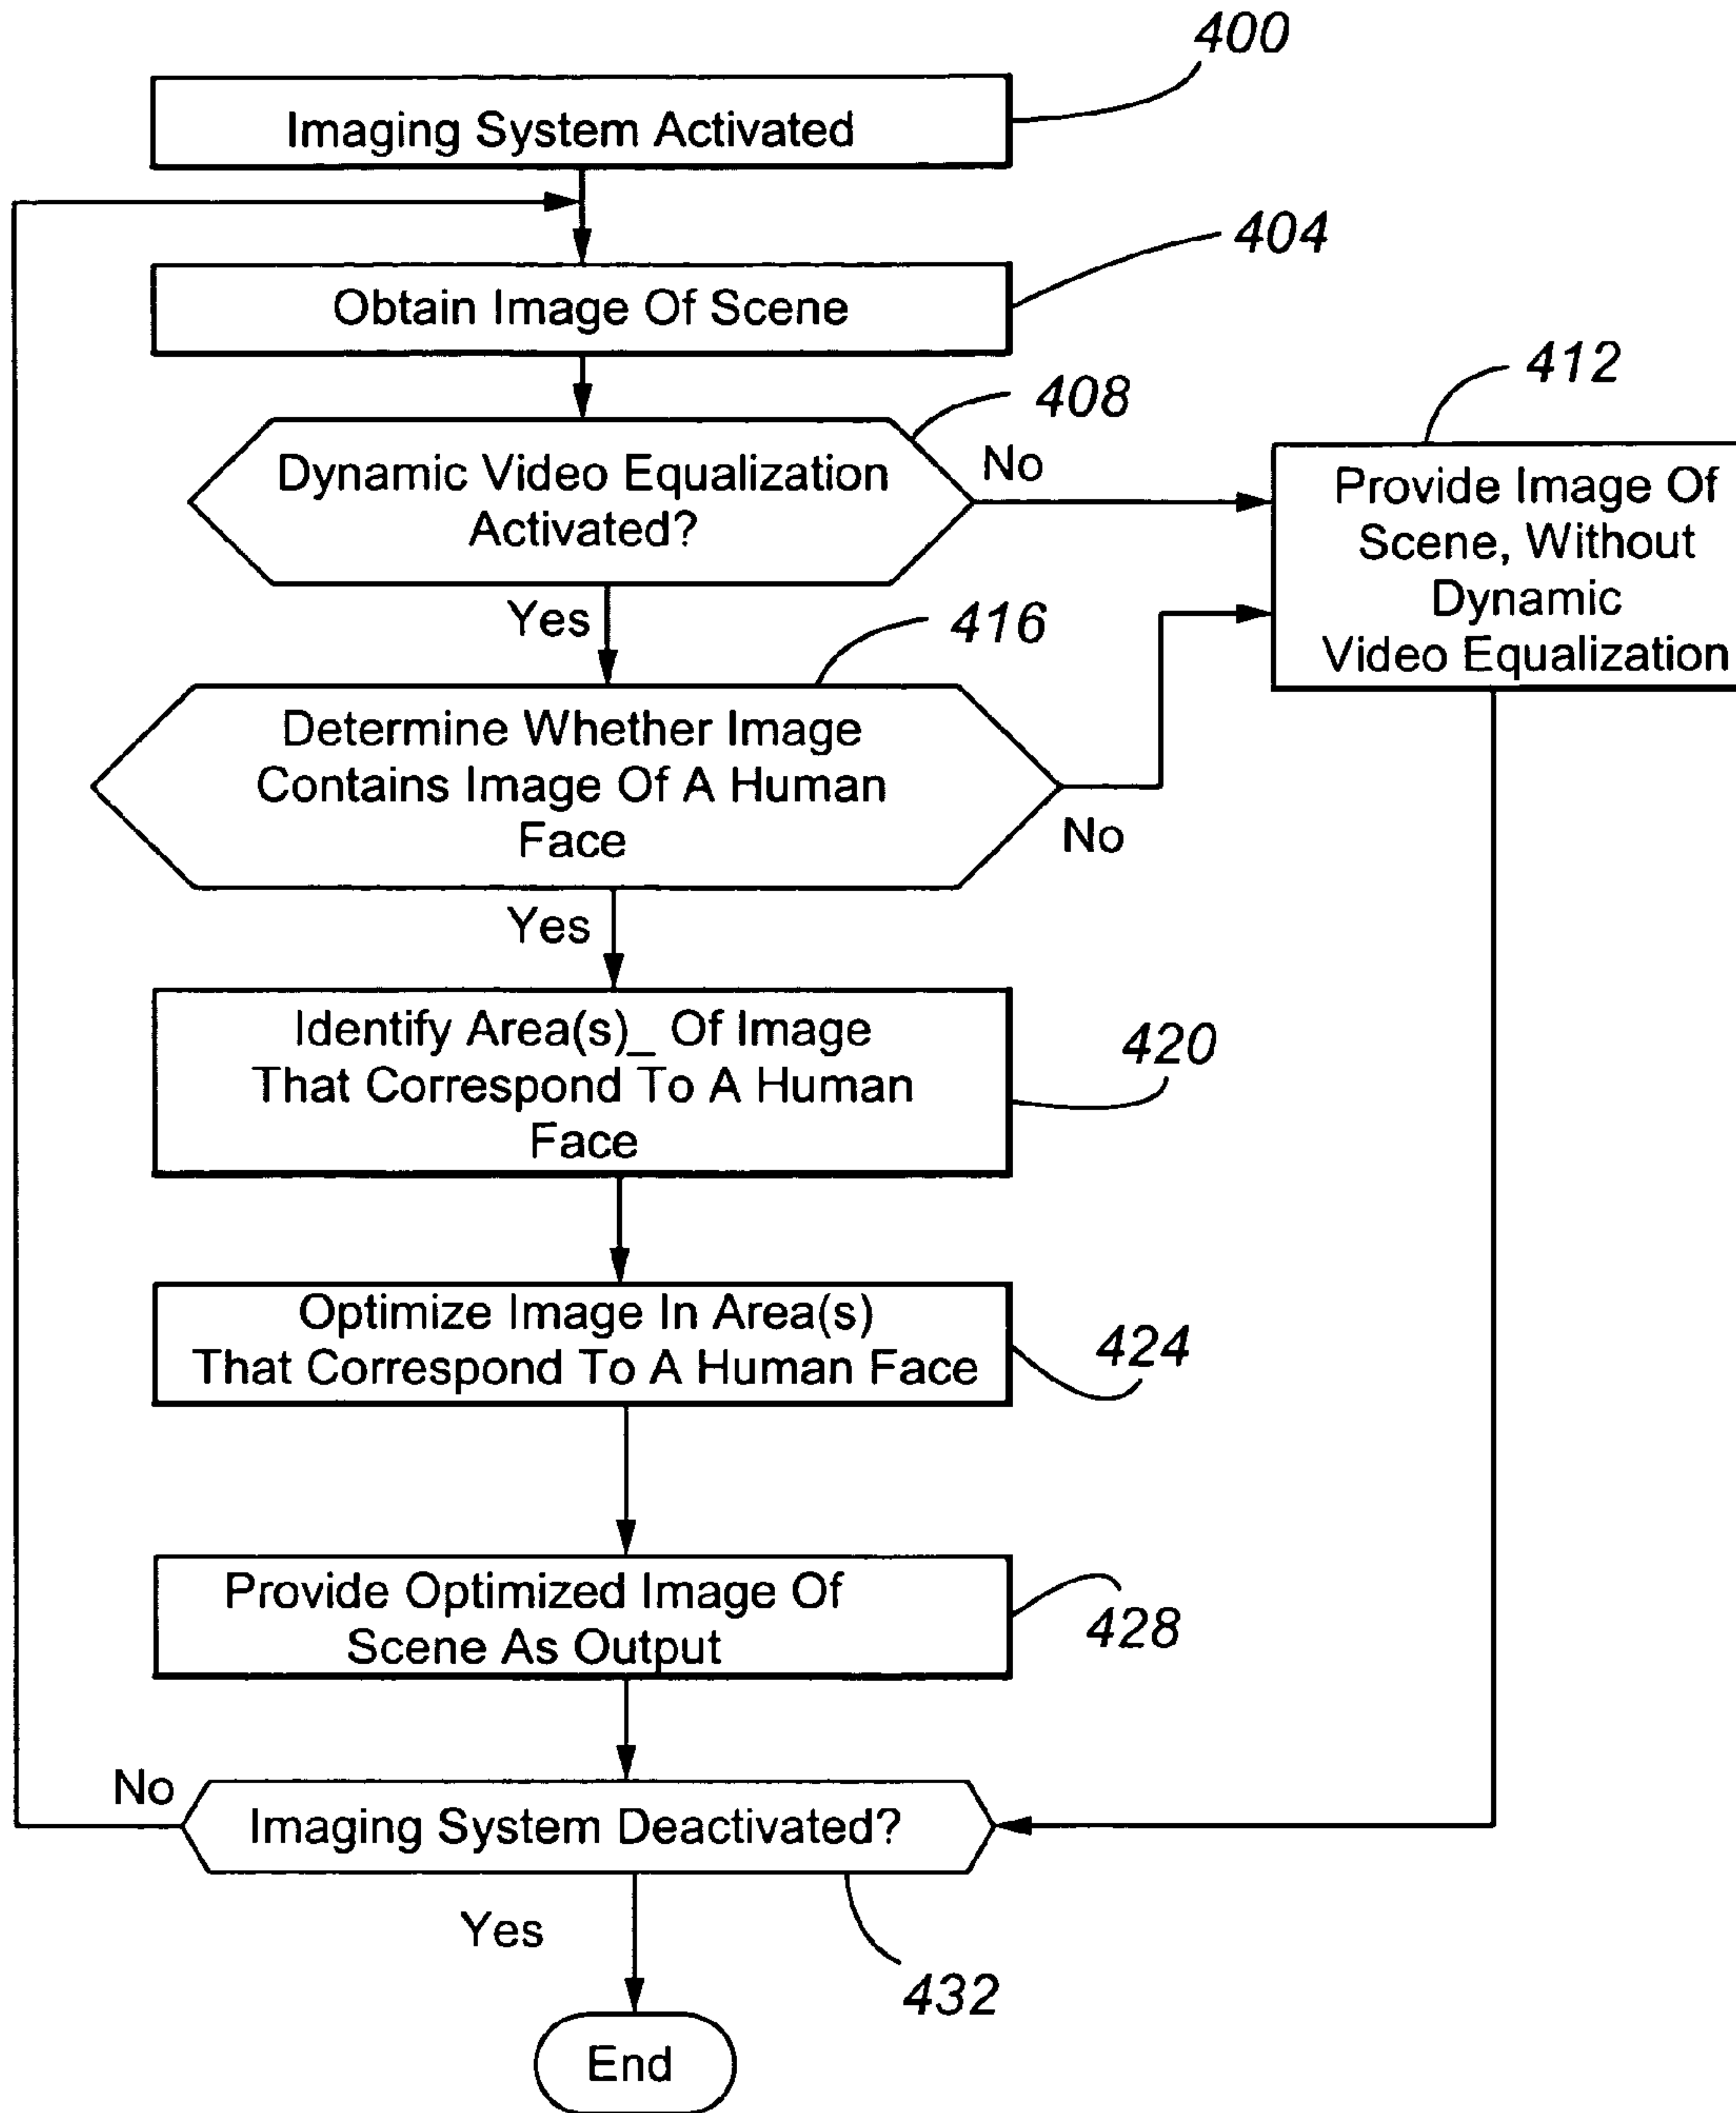 400
Imaging System Activated
404
Obtain Image Of Scene
412
408
Dynamic Video Equalization
Activated?
No
Provide Image Of
Scene, Without
Dynamic
Video Equalization
Yes
416
Determine Whether Image
Contains Image Of A Human
Face
No
Yes
Identify Area(s)_ Of Image
That Correspond To A Human
Face
420
Optimize Image In Area(s)
That Correspond To A Human Face
424
Provide Optimized Image Of
Scene As Output
428
No
Imaging System Deactivated?
Yes
432
End